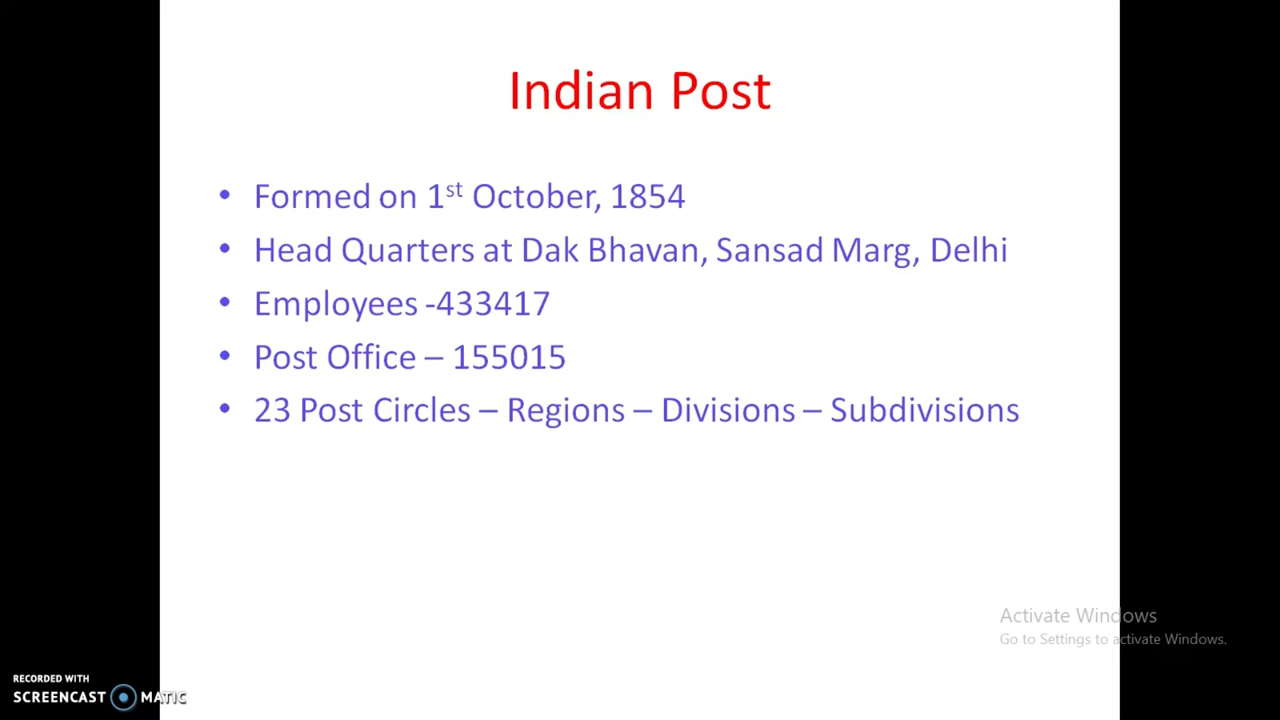 Indian Post
• Formed on 1st October, 1854
• Head Quarters at Dak Bhavan, Sansad Marg, Delhi
• Employees -433417
• Post Office – 155015
• 23 Post Circles – Regions – Divisions – Subdivisions
Activate Windows
Go to Settings to activate Windows.
RECORDED WITH
SCREENCAST MATIC